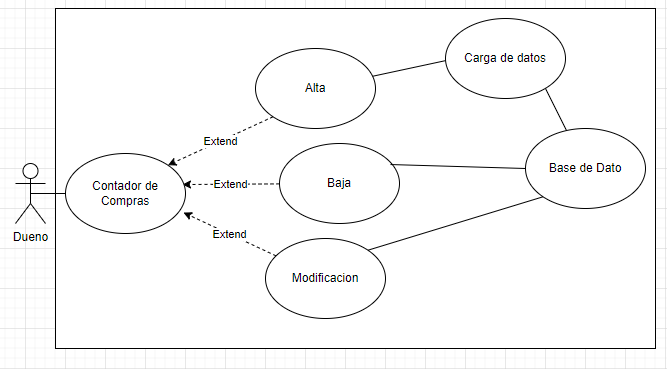 Carga de datos
Alta
Extend
Base de Dato
Contador de
Compras
Extend
Baja
Dueno
Extend
Modificacion